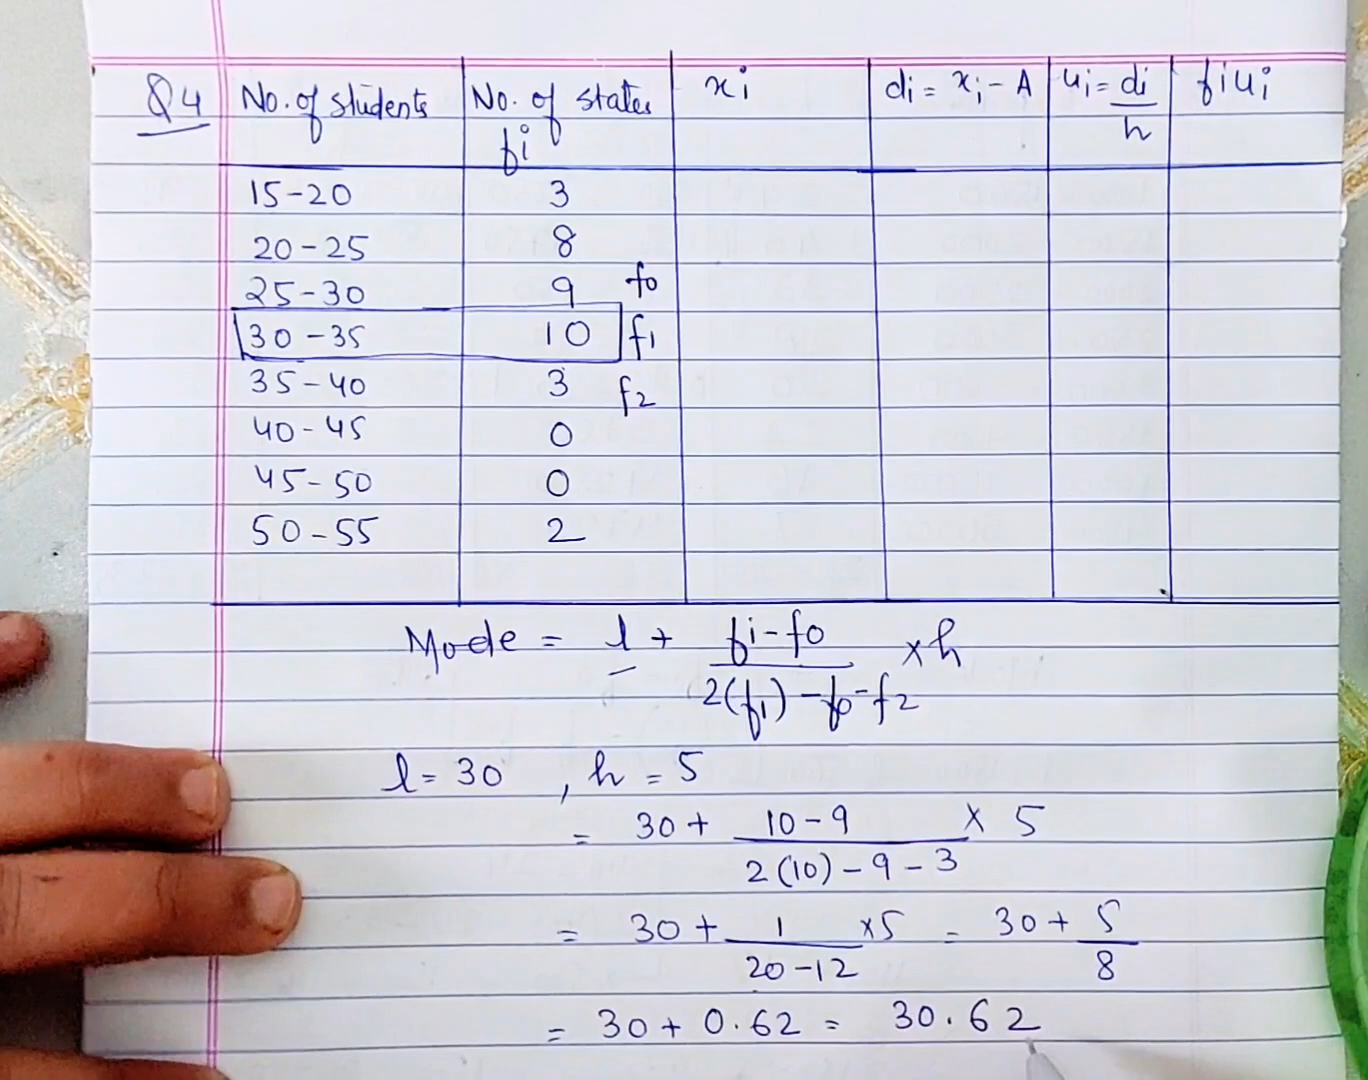 Q4 No. of students No. of states fi xi di = xi - A ui = di/h fiui
15-20 3
20-25 8
25-30 9 f0
30-35 10 f1
35-40 3 f2
40-45 0
45-50 0
50-55 2
Mode = l + fi-f0 / 2(f1)-f0-f2 × h
l = 30 , h = 5
= 30 + 10-9 / 2(10)-9-3 × 5
= 30 + 1 / 20-12 ×5 = 30 + 5/8
= 30 + 0.62 = 30.62